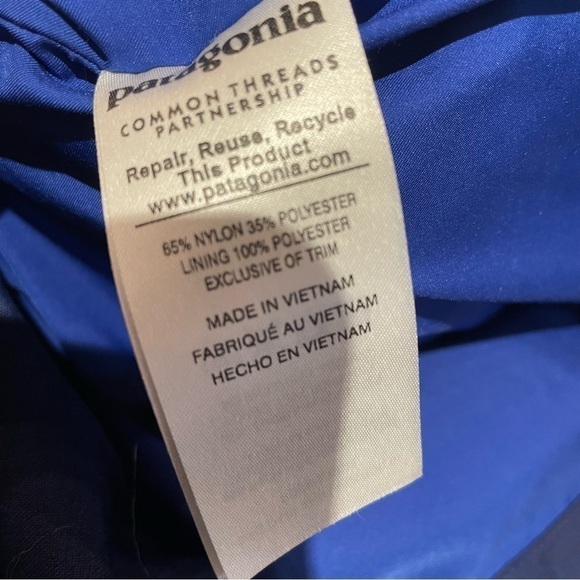 patagonia
COMMON THREADS
PARTNERSHIP
Repair, Reuse, Recycle
This Product
www.patagonia.com
65% NYLON 35% POLYESTER
LINING 100% POLYESTER
EXCLUSIVE OF TRIM
MADE IN VIETNAM
FABRIQUÉ AU VIETNAM
HECHO EN VIETNAM